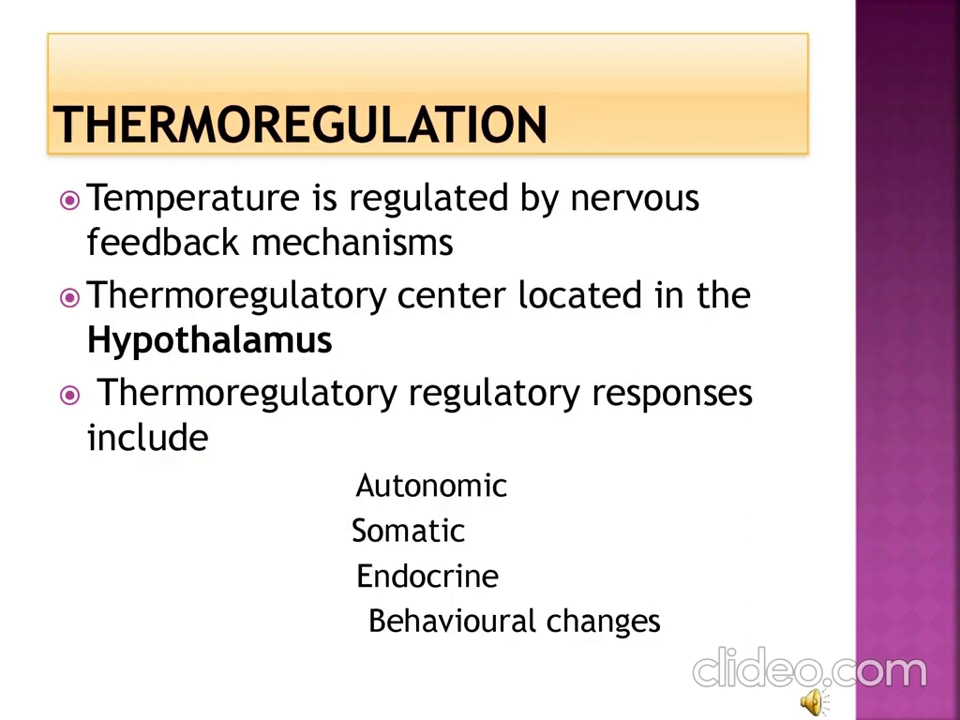 THERMOREGULATION
Temperature is regulated by nervous
feedback mechanisms
Thermoregulatory center located in the
Hypothalamus
Thermoregulatory regulatory responses
include
Autonomic
Somatic
Endocrine
Behavioural changes
clideo.com